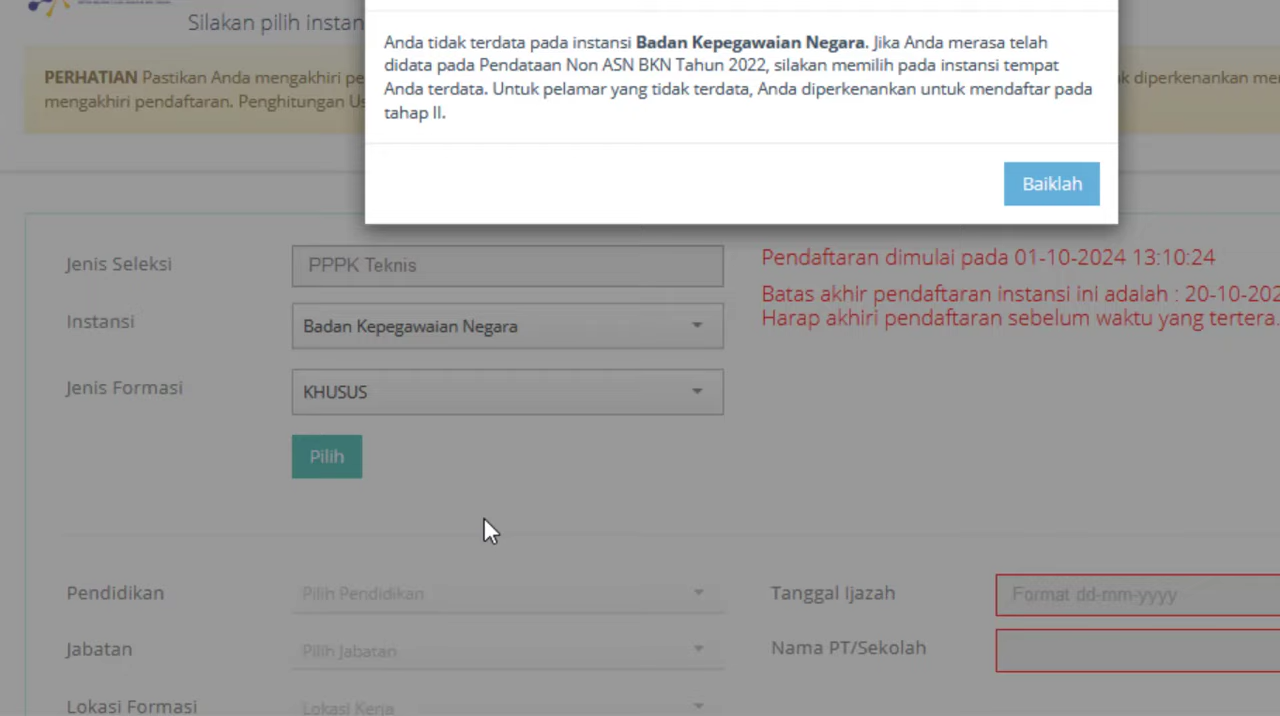 Silakan pilih instan
Anda tidak terdata pada instansi Badan Kepegawaian Negara. Jika Anda merasa telah
didata pada Pendataan Non ASN BKN Tahun 2022, silakan memilih pada instansi tempat
Anda terdata. Untuk pelamar yang tidak terdata, Anda diperkenankan untuk mendaftar pada
tahap II.
Baiklah
PERHATIAN Pastikan Anda mengakhiri pe
k diperkenankan me
mengakhiri pendaftaran. Penghitungan Us
Jenis Seleksi
PPPK Teknis
Pendaftaran dimulai pada 01-10-2024 13:10:24
Batas akhir pendaftaran instansi ini adalah : 20-10-202
Harap akhiri pendaftaran sebelum waktu yang tertera.
Instansi
Badan Kepegawaian Negara
Jenis Formasi
KHUSUS
Pilih
Pendidikan
Pilih Pendidikan
Tanggal Ijazah
Format dd-mm-yyyy
Jabatan
Pilih Jabatan
Nama PT/Sekolah
Lokasi Formasi
Lokasi Kerja